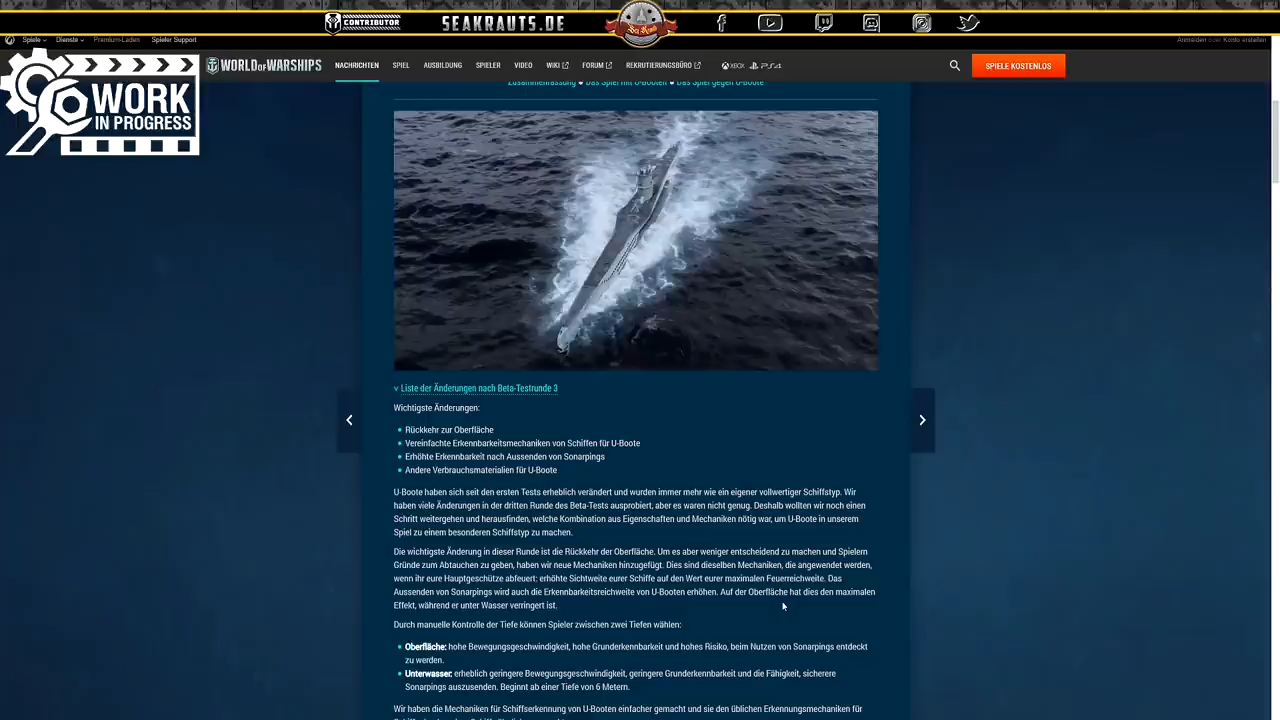 CONTRIBUTOR
SEAKRAUTS.DE
Spiele
Dienste
Premium-Laden
Spieler Support
Anmelden oder Konto erstellen
WORK
IN PROGRESS
WORLD OF WARSHIPS
NACHRICHTEN
SPIEL
AUSBILDUNG
SPIELER
VIDEO
WIKI
FORUM
REKRUTIERUNGSBÜRO
XBOX
PS4
SPIELE KOSTENLOS
Zusammenfassung ● Das Spiel mit U-Booten ● Das Spiel gegen U-Boote
v Liste der Änderungen nach Beta-Testrunde 3
Wichtigste Änderungen:
Rückkehr zur Oberfläche
Vereinfachte Erkennbarkeitsmechaniken von Schiffen für U-Boote
Erhöhte Erkennbarkeit nach Aussenden von Sonarpings
Andere Verbrauchsmaterialien für U-Boote
U-Boote haben sich seit den ersten Tests erheblich verändert und wurden immer mehr wie ein eigener vollwertiger Schiffstyp. Wir
haben viele Änderungen in der dritten Runde des Beta-Tests ausprobiert, aber es waren nicht genug. Deshalb wollten wir noch einen
Schritt weitergehen und herausfinden, welche Kombination aus Eigenschaften und Mechaniken nötig war, um U-Boote in unserem
Spiel zu einem besonderen Schiffstyp zu machen.
Die wichtigste Änderung in dieser Runde ist die Rückkehr der Oberfläche. Um es aber weniger entscheidend zu machen und Spielern
Gründe zum Abtauchen zu geben, haben wir neue Mechaniken hinzugefügt. Dies sind dieselben Mechaniken, die angewendet werden,
wenn ihr eure Hauptgeschütze abfeuert: erhöhte Sichtweite eurer Schiffe auf den Wert eurer maximalen Feuerreichweite. Das
Aussenden von Sonarpings wird auch die Erkennbarkeitsreichweite von U-Booten erhöhen. Auf der Oberfläche hat dies den maximalen
Effekt, während er unter Wasser verringert ist.
Durch manuelle Kontrolle der Tiefe können Spieler zwischen zwei Tiefen wählen:
Oberfläche: hohe Bewegungsgeschwindigkeit, hohe Grunderkennbarkeit und hohes Risiko, beim Nutzen von Sonarpings entdeckt
zu werden.
Unterwasser: erheblich geringere Bewegungsgeschwindigkeit, geringere Grunderkennbarkeit und die Fähigkeit, sicherere
Sonarpings auszusenden. Beginnt ab einer Tiefe von 6 Metern.
Wir haben die Mechaniken für Schiffserkennung von U-Booten einfacher gemacht und sie den üblichen Erkennungsmechaniken für